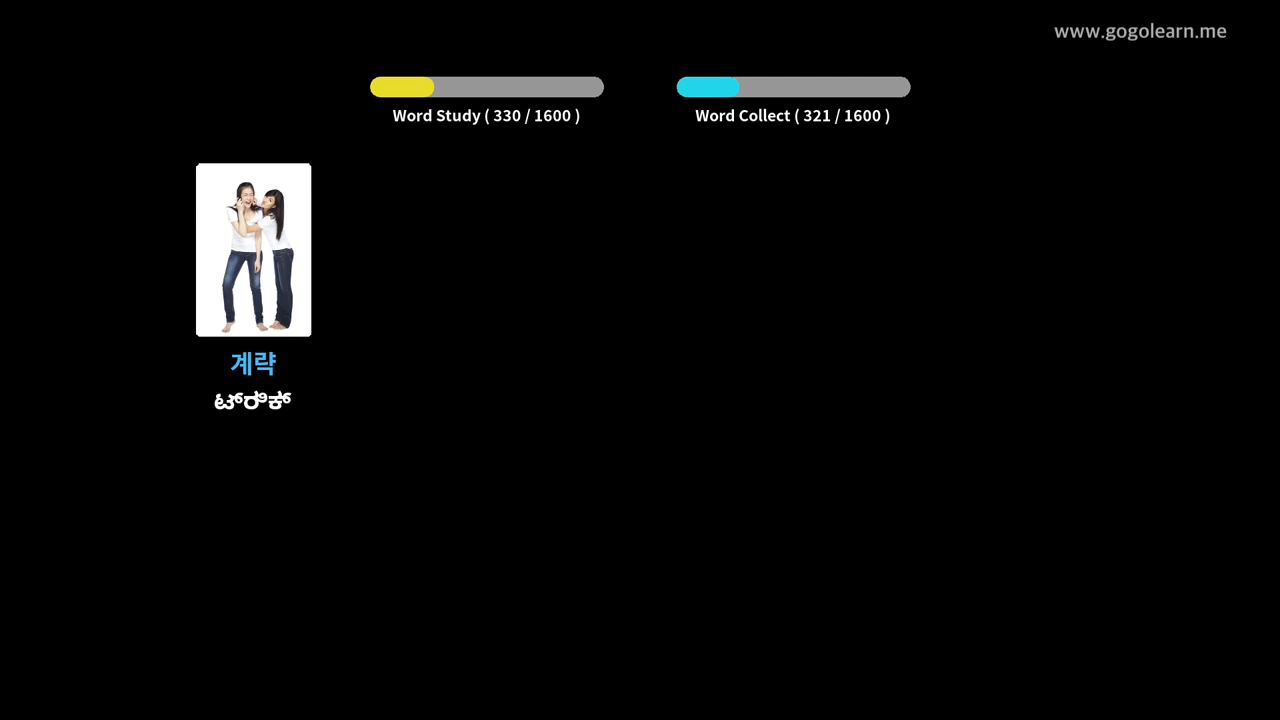 www.gogolearn.me
Word Study ( 330 / 1600 )
Word Collect ( 321 / 1600 )
계략
ಟ್ರಿಕ್